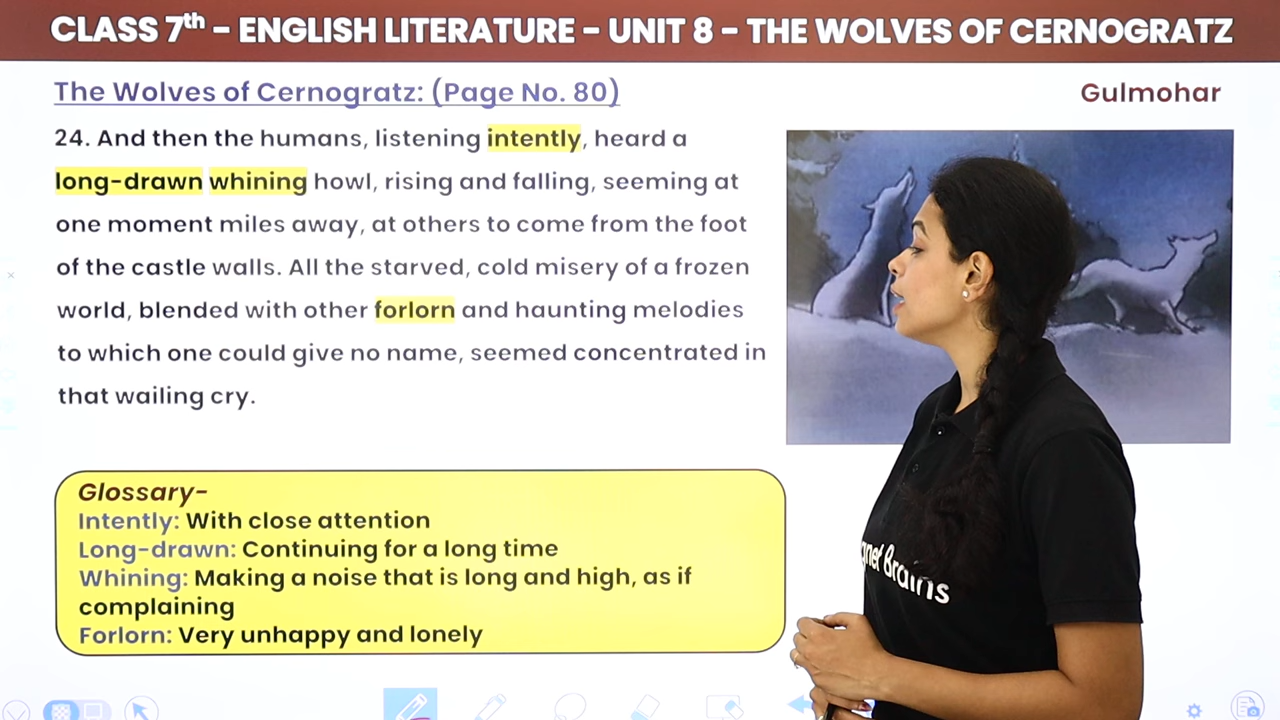 CLASS 7th – ENGLISH LITERATURE – UNIT 8 – THE WOLVES OF CERNOGRATZ
The Wolves of Cernogratz: (Page No. 80)
Gulmohar
24. And then the humans, listening intently, heard a
long-drawn whining howl, rising and falling, seeming at
one moment miles away, at others to come from the foot
of the castle walls. All the starved, cold misery of a frozen
world, blended with other forlorn and haunting melodies
to which one could give no name, seemed concentrated in
that wailing cry.
Glossary-
Intently: With close attention
Long-drawn: Continuing for a long time
Whining: Making a noise that is long and high, as if
complaining
Forlorn: Very unhappy and lonely
Brains